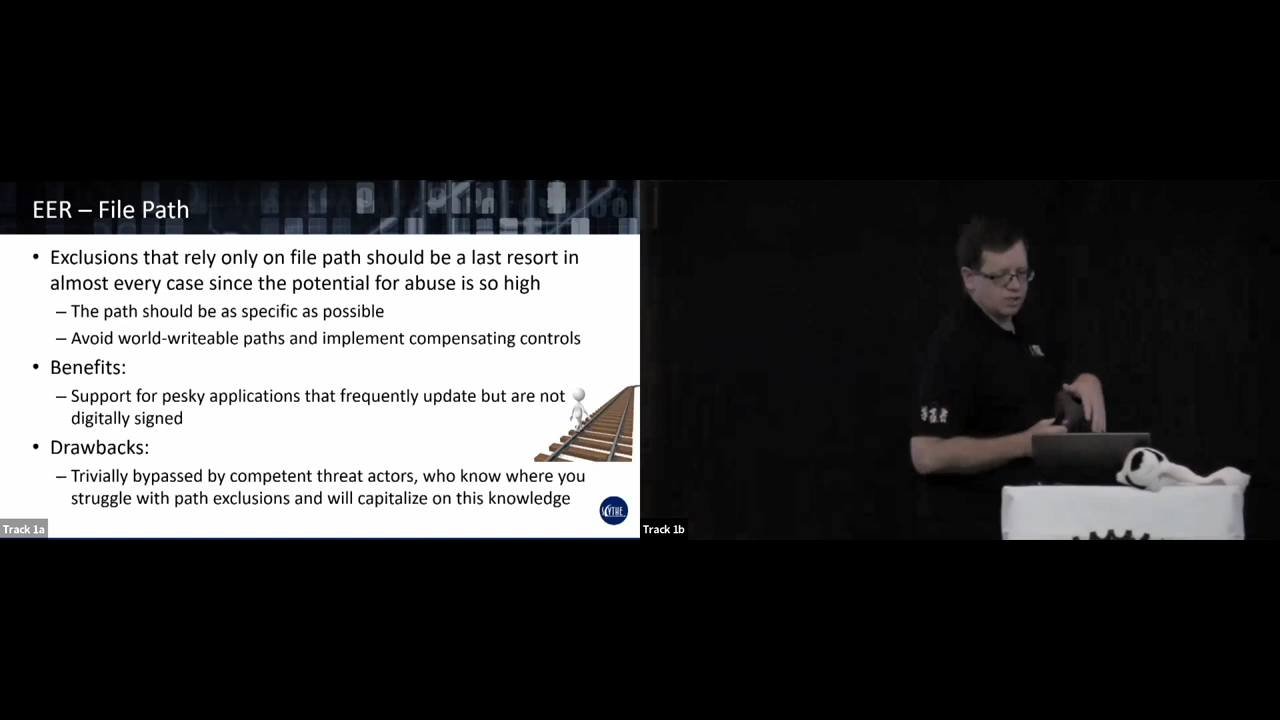 EER – File Path
• Exclusions that rely only on file path should be a last resort in
almost every case since the potential for abuse is so high
– The path should be as specific as possible
– Avoid world-writeable paths and implement compensating controls
• Benefits:
– Support for pesky applications that frequently update but are not
digitally signed
• Drawbacks:
– Trivially bypassed by competent threat actors, who know where you
struggle with path exclusions and will capitalize on this knowledge
SCYTHE
Track 1a
Track 1b